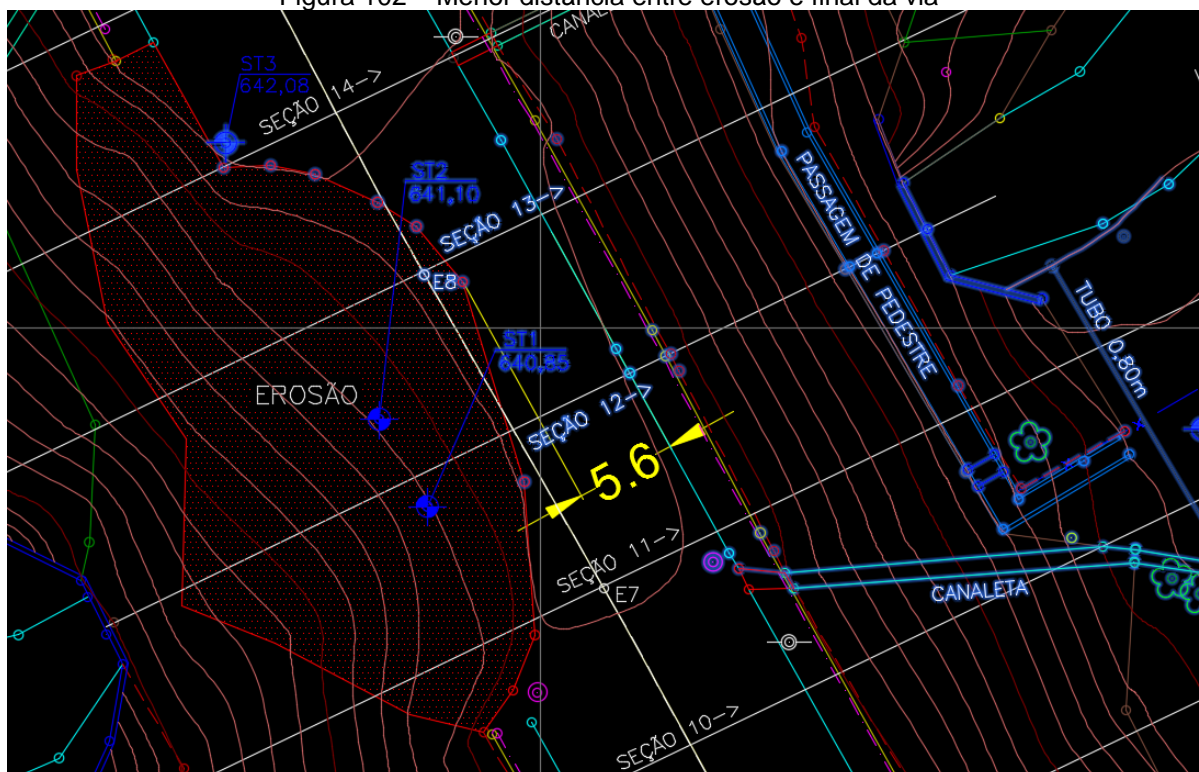 Figura 102 – Menor distância entre erosão e final da via
ST3
642,08
SEÇÃO 14->
ST2
641,10
SEÇÃO 13->
E8
ST1
640,85
EROSÃO
SEÇÃO 12->
5.6
SEÇÃO 11->
E7
SEÇÃO 10->
PASSAGEM DE PEDESTRE
TUBO 0,80m
CANALETA